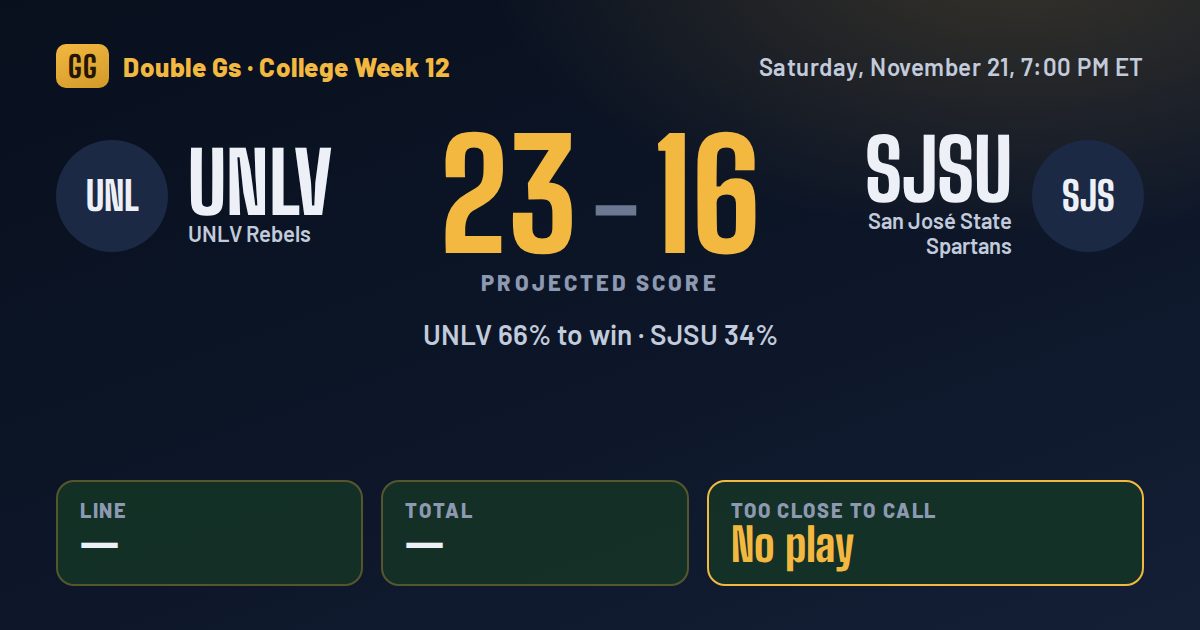 GG
Double Gs · College Week 12
Saturday, November 21, 7:00 PM ET
UNL
UNLV
UNLV Rebels
23 – 16
PROJECTED SCORE
UNLV 66% to win · SJSU 34%
SJSU
San José State
Spartans
SJS
LINE
—
TOTAL
—
TOO CLOSE TO CALL
No play